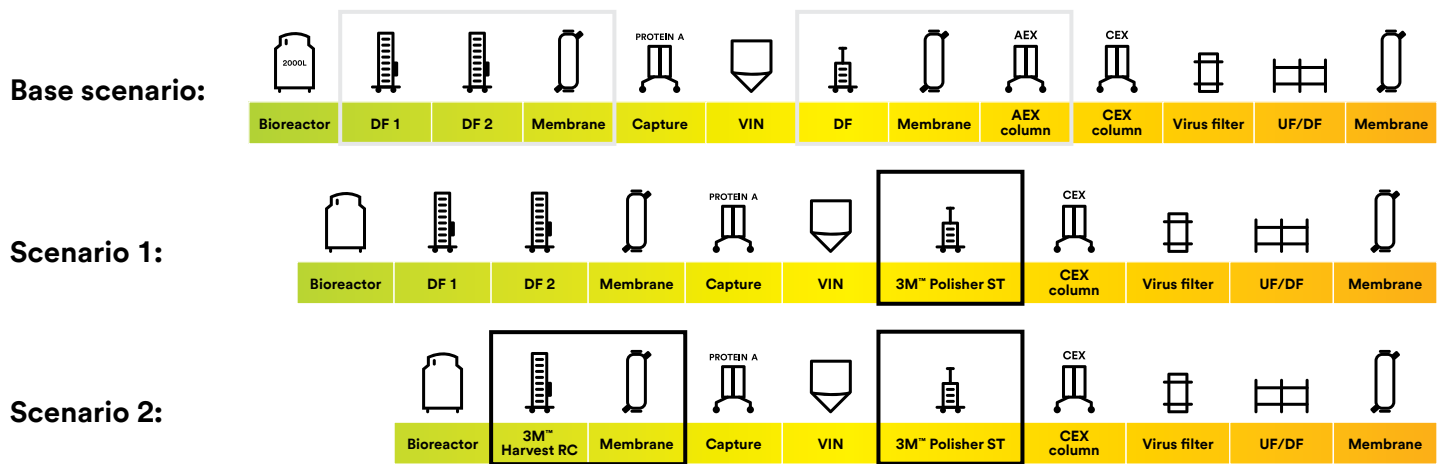 Base scenario:
2000L
PROTEIN A
AEX
CEX
Bioreactor
DF 1
DF 2
Membrane
Capture
VIN
DF
Membrane
AEX
column
CEX
column
Virus filter
UF/DF
Membrane
Scenario 1:
PROTEIN A
CEX
Bioreactor
DF 1
DF 2
Membrane
Capture
VIN
3M™ Polisher ST
CEX
column
Virus filter
UF/DF
Membrane
Scenario 2:
PROTEIN A
CEX
Bioreactor
3M™
Harvest RC
Membrane
Capture
VIN
3M™ Polisher ST
CEX
column
Virus filter
UF/DF
Membrane